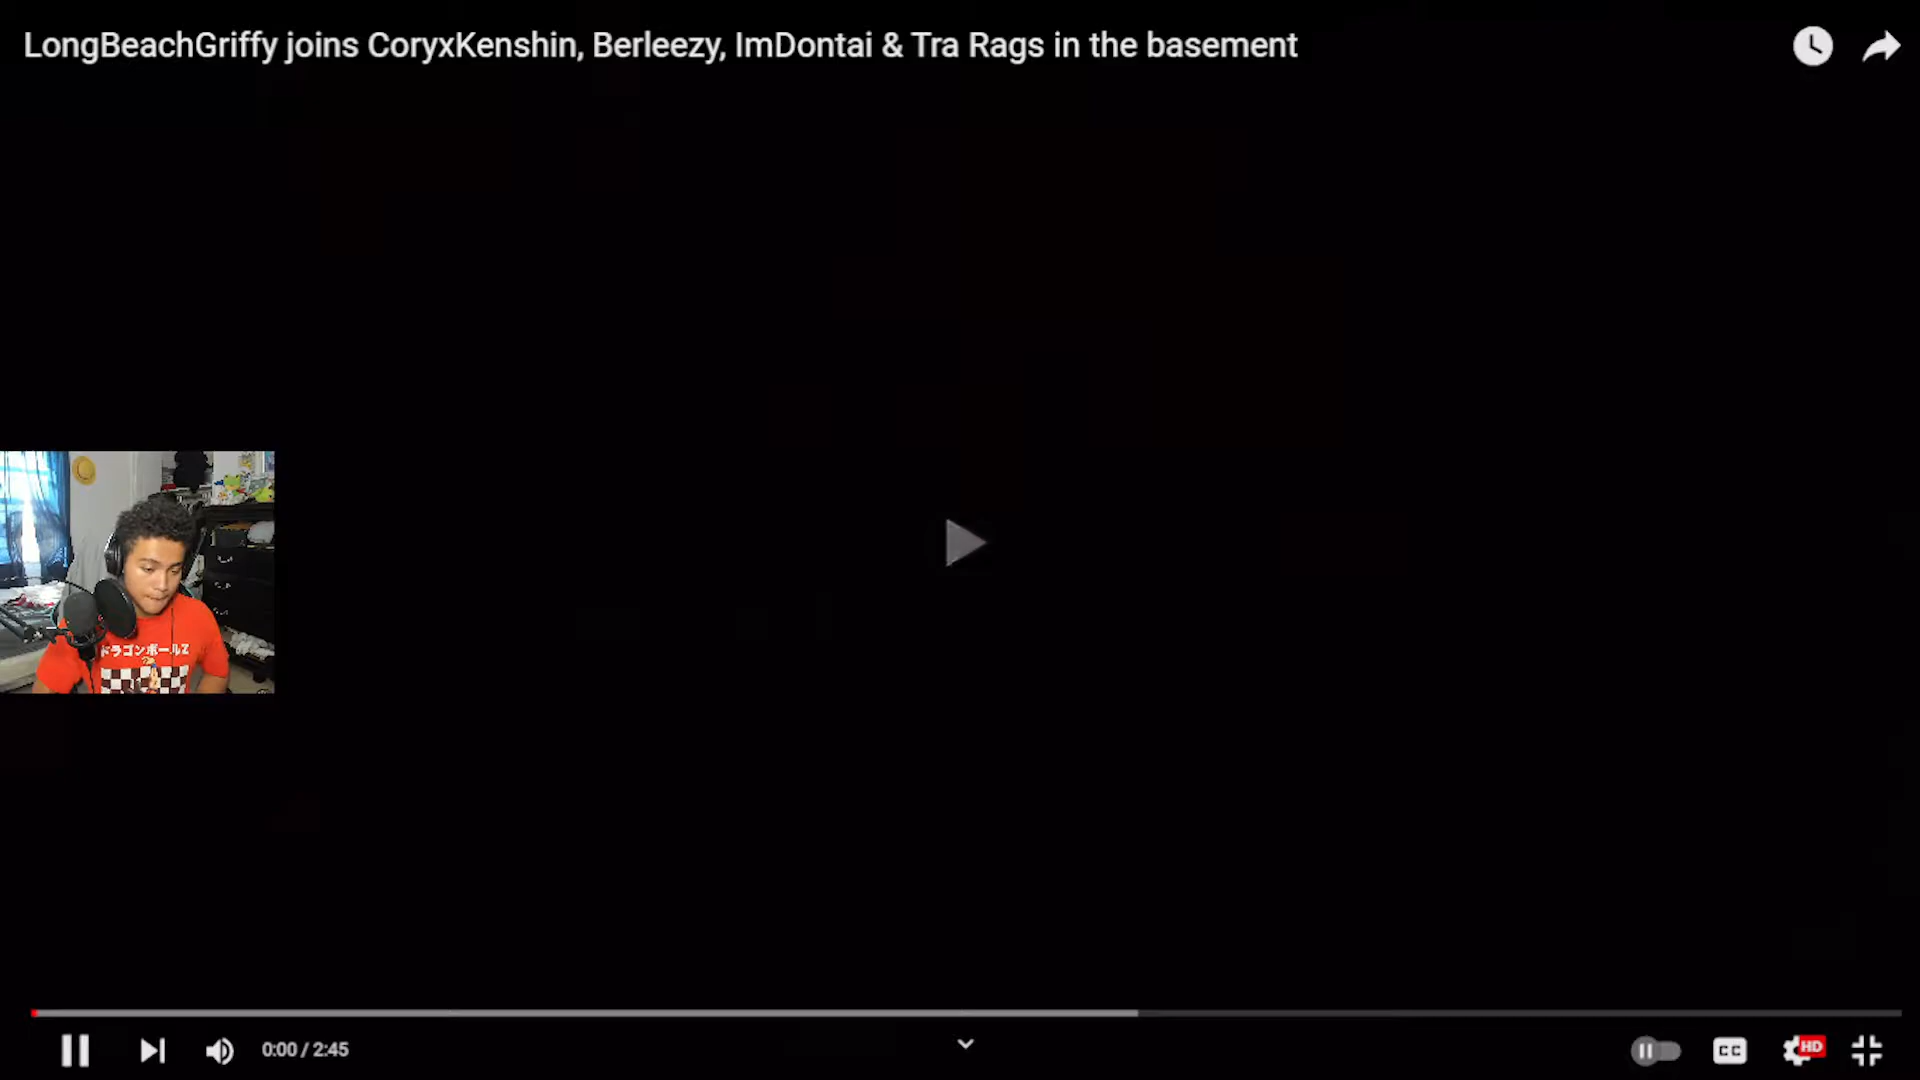 LongBeachGriffy joins CoryxKenshin, Berleezy, ImDontai & Tra Rags in the basement
ドラゴンボールZ
0:00 / 2:45
CC
HD